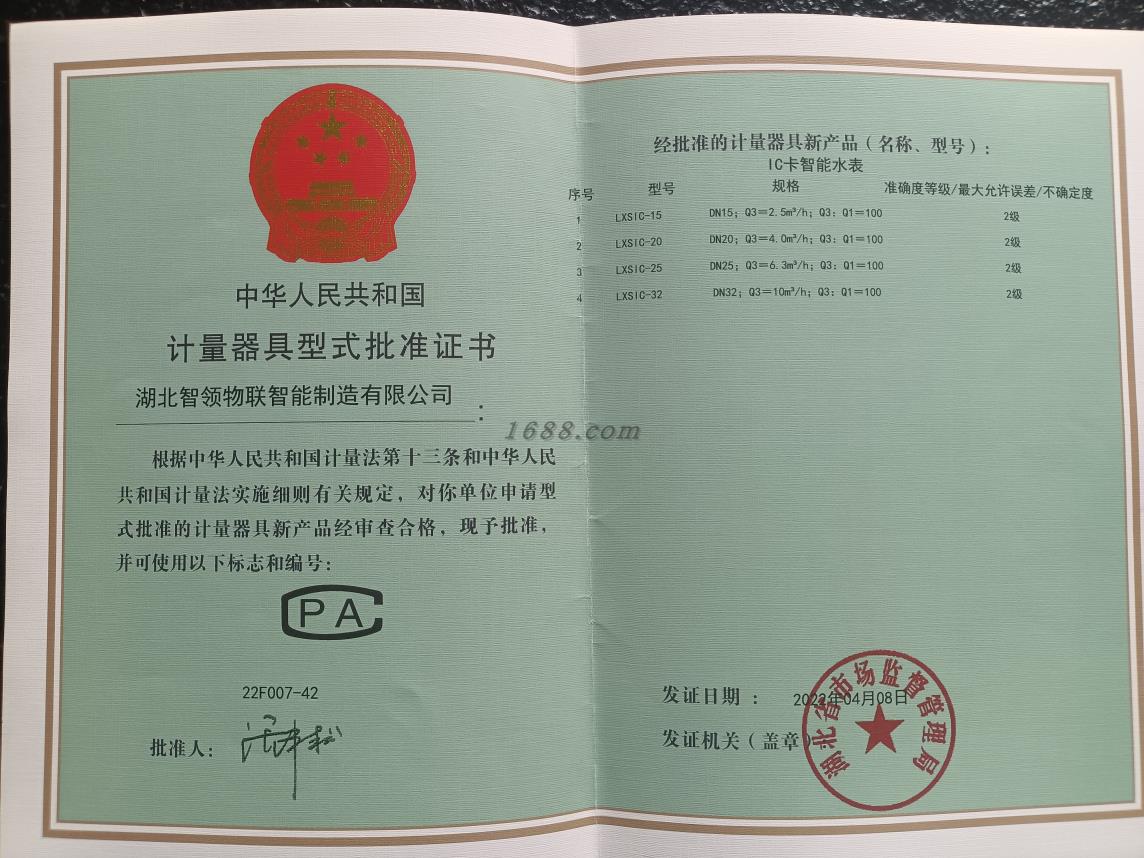 中华人民共和国
计量器具型式批准证书
湖北智领物联智能制造有限公司：
根据中华人民共和国计量法第十三条和中华人民
共和国计量法实施细则有关规定，对你单位申请型
式批准的计量器具新产品经审查合格，现予批准，
并可使用以下标志和编号：
CPA
22F007-42
批准人：
经批准的计量器具新产品（名称、型号）：
IC卡智能水表
序号 型号 规格 准确度等级/最大允许误差/不确定度
1 LXSIC-15 DN15；Q3＝2.5m³/h；Q3：Q1＝100 2级
2 LXSIC-20 DN20；Q3＝4.0m³/h；Q3：Q1＝100 2级
3 LXSIC-25 DN25；Q3＝6.3m³/h；Q3：Q1＝100 2级
4 LXSIC-32 DN32；Q3＝10m³/h；Q3：Q1＝100 2级
发证日期： 2022年04月08日
发证机关（盖章）：
湖北省市场监督管理局
1688.com